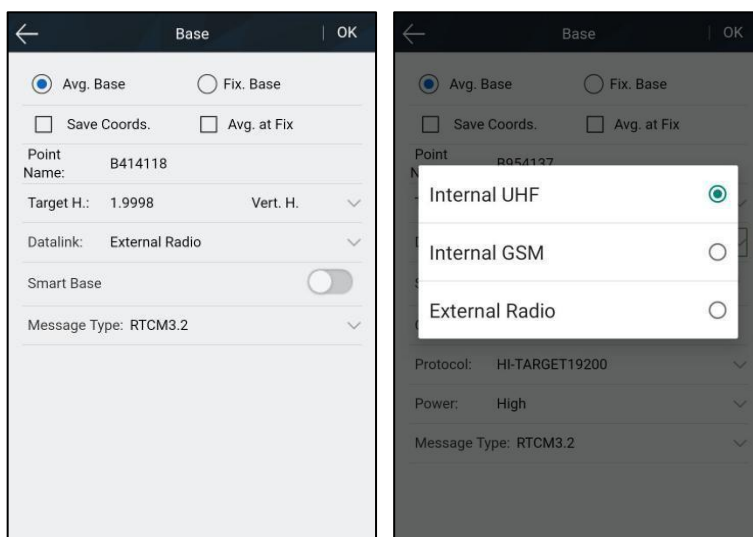 Base | OK
Avg. Base Fix. Base
Save Coords. Avg. at Fix
Point
Name: B414118
Target H.: 1.9998 Vert. H.
Datalink: External Radio
Smart Base
Message Type: RTCM3.2
Base | OK
Avg. Base Fix. Base
Save Coords. Avg. at Fix
Point
B954137
Internal UHF
Internal GSM
External Radio
Protocol: HI-TARGET19200
Power: High
Message Type: RTCM3.2